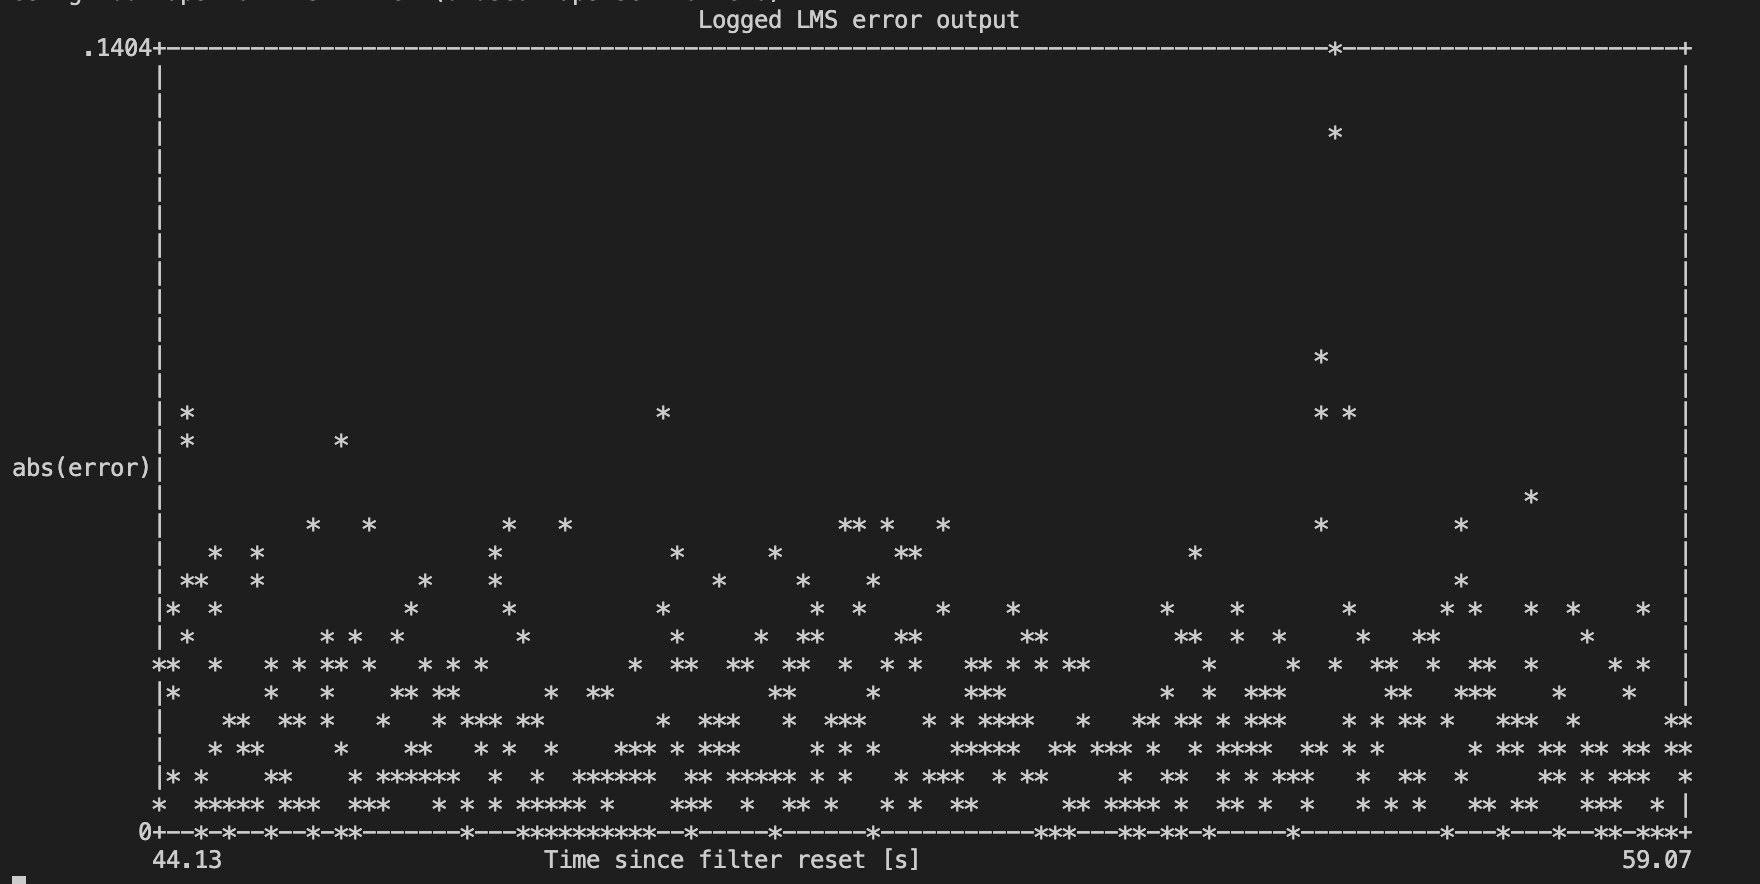 Logged LMS error output
.1404
abs(error)
0
44.13 Time since filter reset [s] 59.07